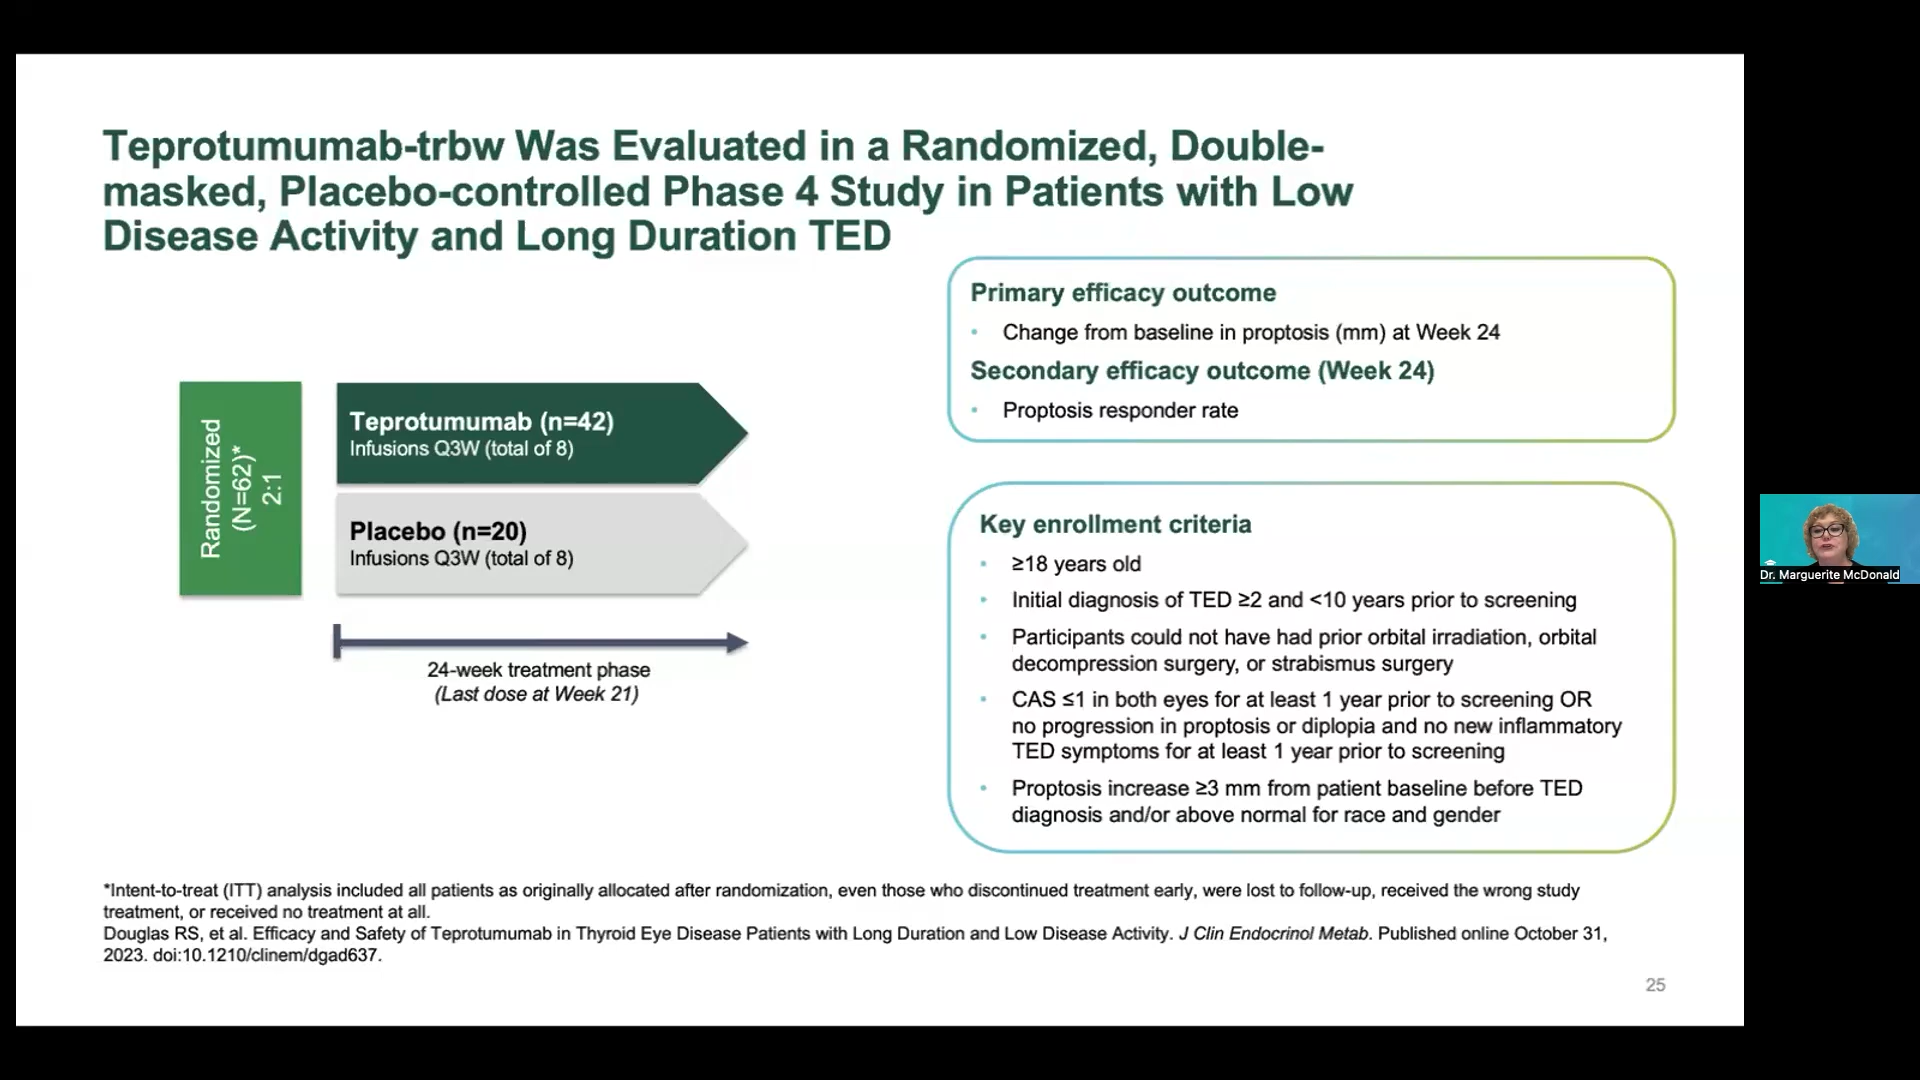 Teprotumumab-trbw Was Evaluated in a Randomized, Double-
masked, Placebo-controlled Phase 4 Study in Patients with Low
Disease Activity and Long Duration TED
Randomized
(N=62)*
2:1
Teprotumumab (n=42)
Infusions Q3W (total of 8)
Placebo (n=20)
Infusions Q3W (total of 8)
24-week treatment phase
(Last dose at Week 21)
Primary efficacy outcome
• Change from baseline in proptosis (mm) at Week 24
Secondary efficacy outcome (Week 24)
• Proptosis responder rate
Key enrollment criteria
• ≥18 years old
• Initial diagnosis of TED ≥2 and <10 years prior to screening
• Participants could not have had prior orbital irradiation, orbital
decompression surgery, or strabismus surgery
• CAS ≤1 in both eyes for at least 1 year prior to screening OR
no progression in proptosis or diplopia and no new inflammatory
TED symptoms for at least 1 year prior to screening
• Proptosis increase ≥3 mm from patient baseline before TED
diagnosis and/or above normal for race and gender
*Intent-to-treat (ITT) analysis included all patients as originally allocated after randomization, even those who discontinued treatment early, were lost to follow-up, received the wrong study
treatment, or received no treatment at all.
Douglas RS, et al. Efficacy and Safety of Teprotumumab in Thyroid Eye Disease Patients with Long Duration and Low Disease Activity. J Clin Endocrinol Metab. Published online October 31,
2023. doi:10.1210/clinem/dgad637.
25
Dr. Marguerite McDonald